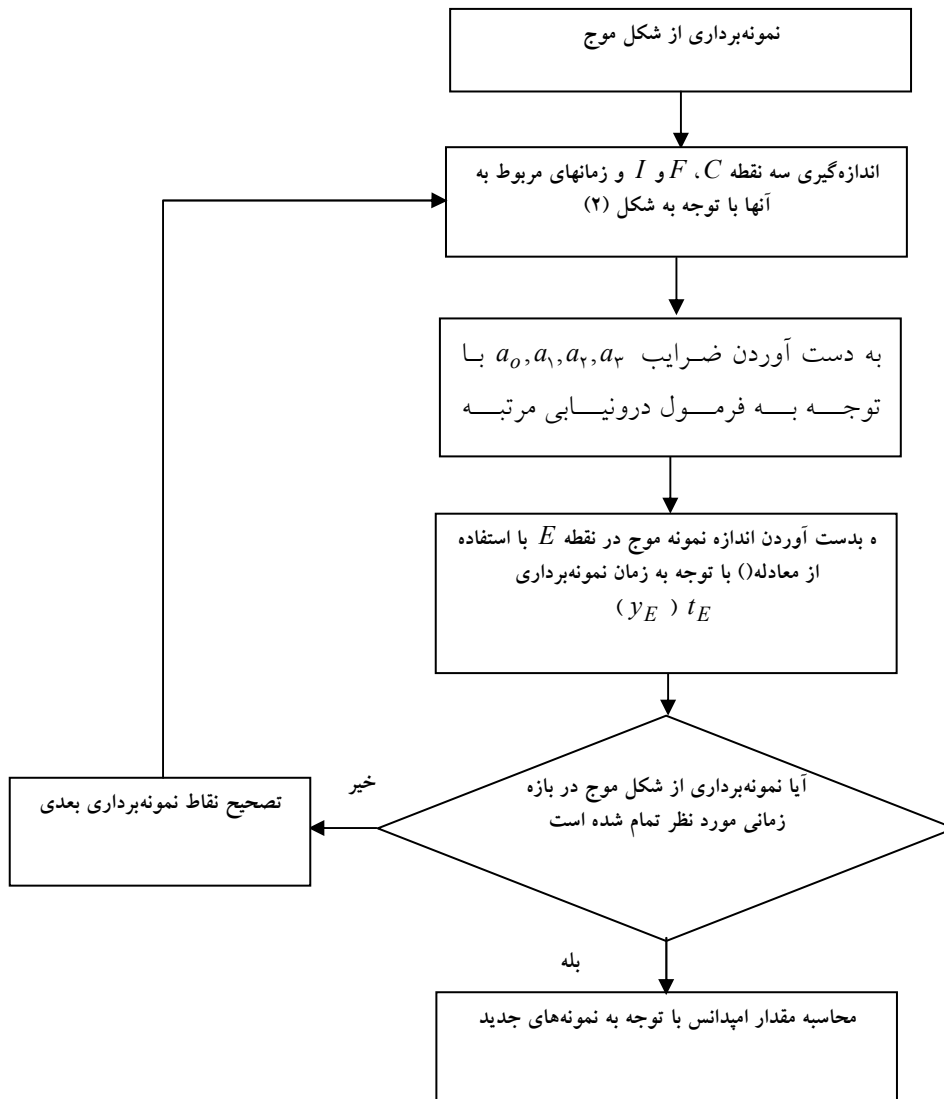 نمونه‌برداری از شکل موج
اندازه‌گیری سه نقطه F ، C و I و زمانهای مربوط به
آنها با توجه به شکل (۲)
به دست آوردن ضرایب a_o,a_۱,a_۲,a_۳ با
توجه به فرمول درونیابی مرتبه
ه بدست آوردن اندازه نمونه موج در نقطه E با استفاده
از معادله() با توجه به زمان نمونه‌برداری
t_E ( y_E )
آیا نمونه‌برداری از شکل موج در بازه
زمانی مورد نظر تمام شده است
خیر
تصحیح نقاط نمونه‌برداری بعدی
بله
محاسبه مقدار امپدانس با توجه به نمونه‌های جدید